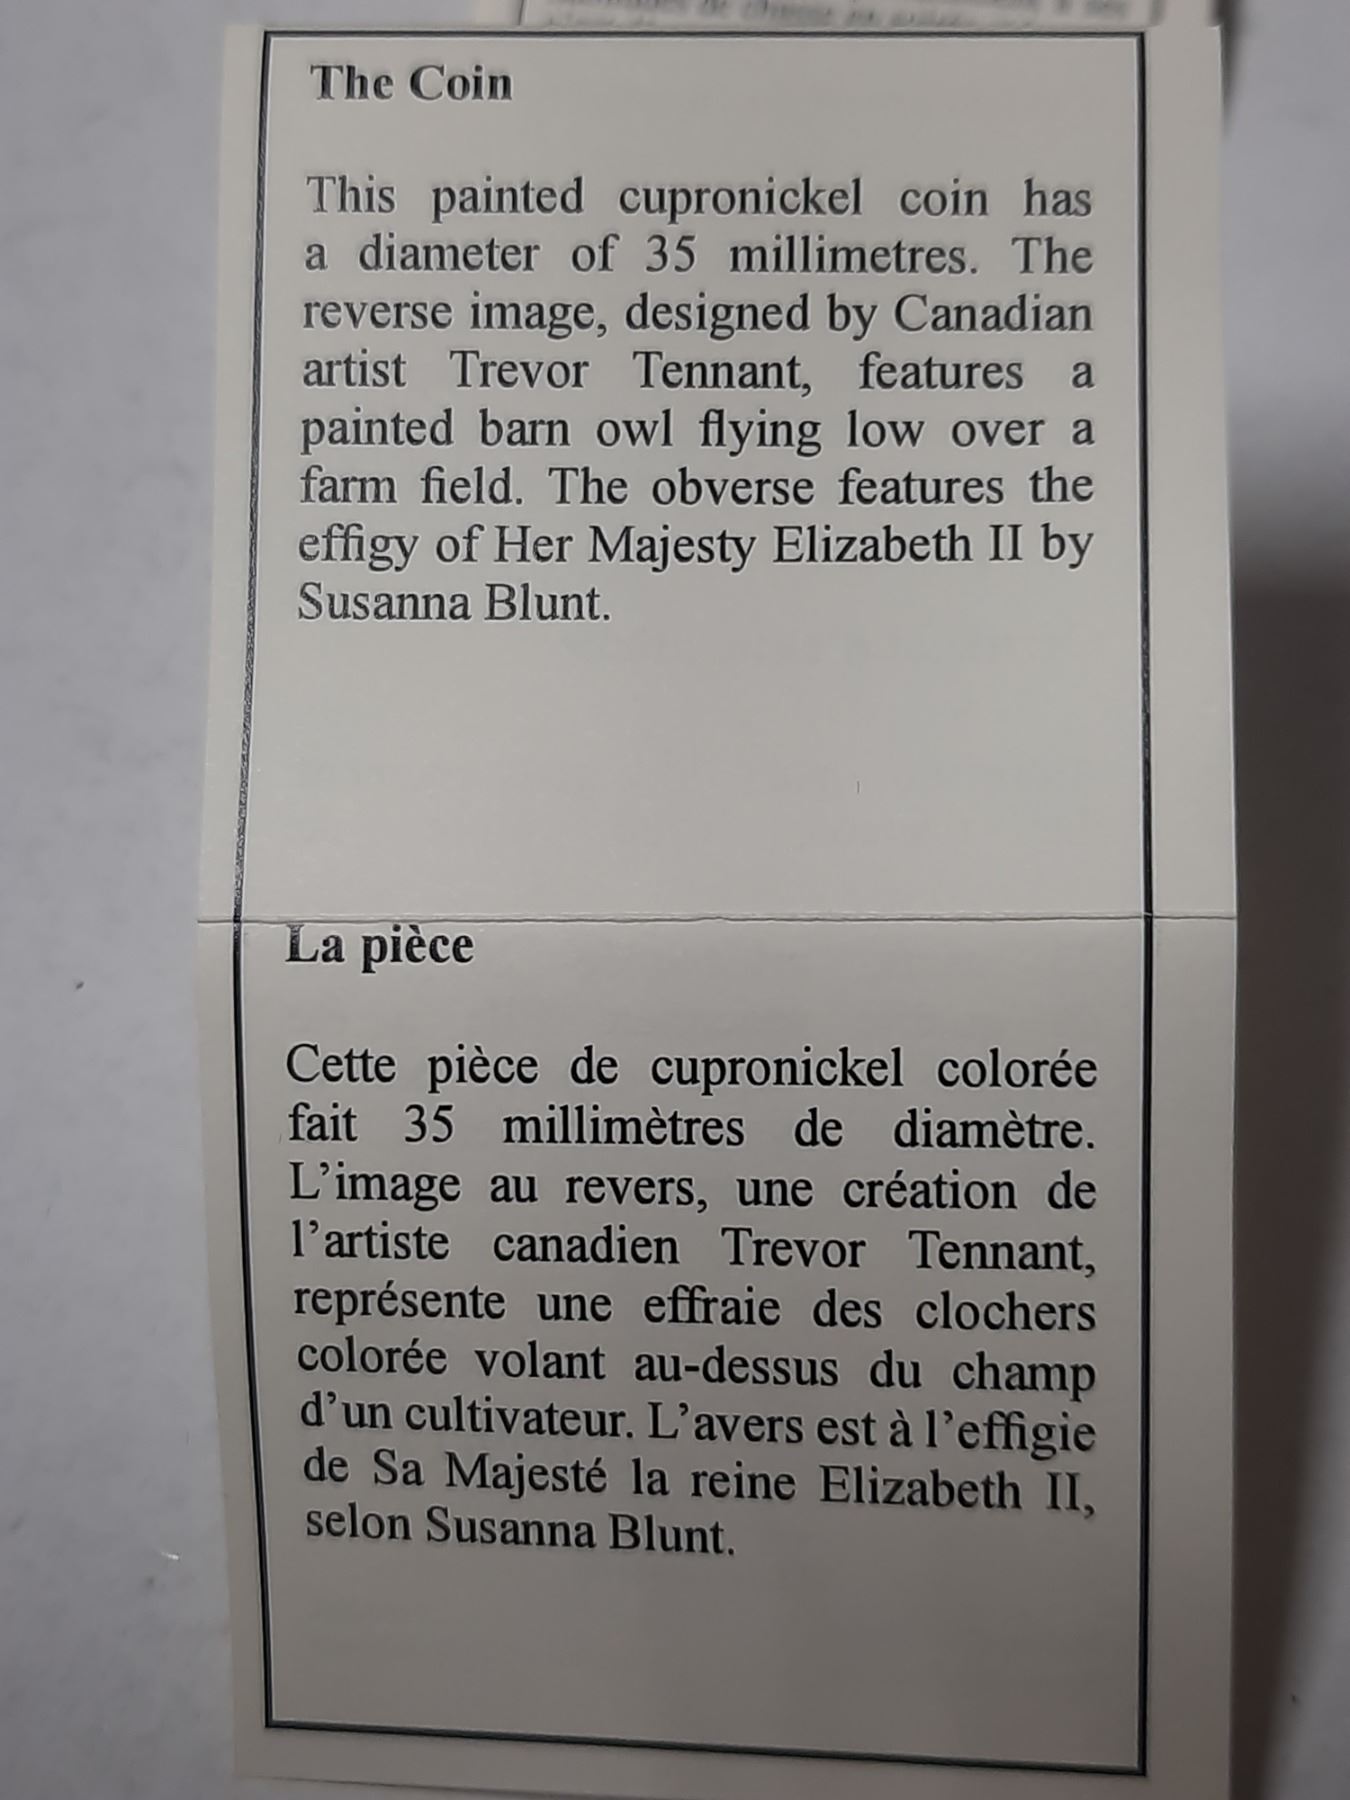 The Coin
This painted cupronickel coin has
a diameter of 35 millimetres. The
reverse image, designed by Canadian
artist Trevor Tennant, features a
painted barn owl flying low over a
farm field. The obverse features the
effigy of Her Majesty Elizabeth II by
Susanna Blunt.
La pièce
Cette pièce de cupronickel colorée
fait 35 millimètres de diamètre.
L'image au revers, une création de
l'artiste canadien Trevor Tennant,
représente une effraie des clochers
colorée volant au-dessus du champ
d'un cultivateur. L'avers est à l'effigie
de Sa Majesté la reine Elizabeth II,
selon Susanna Blunt.